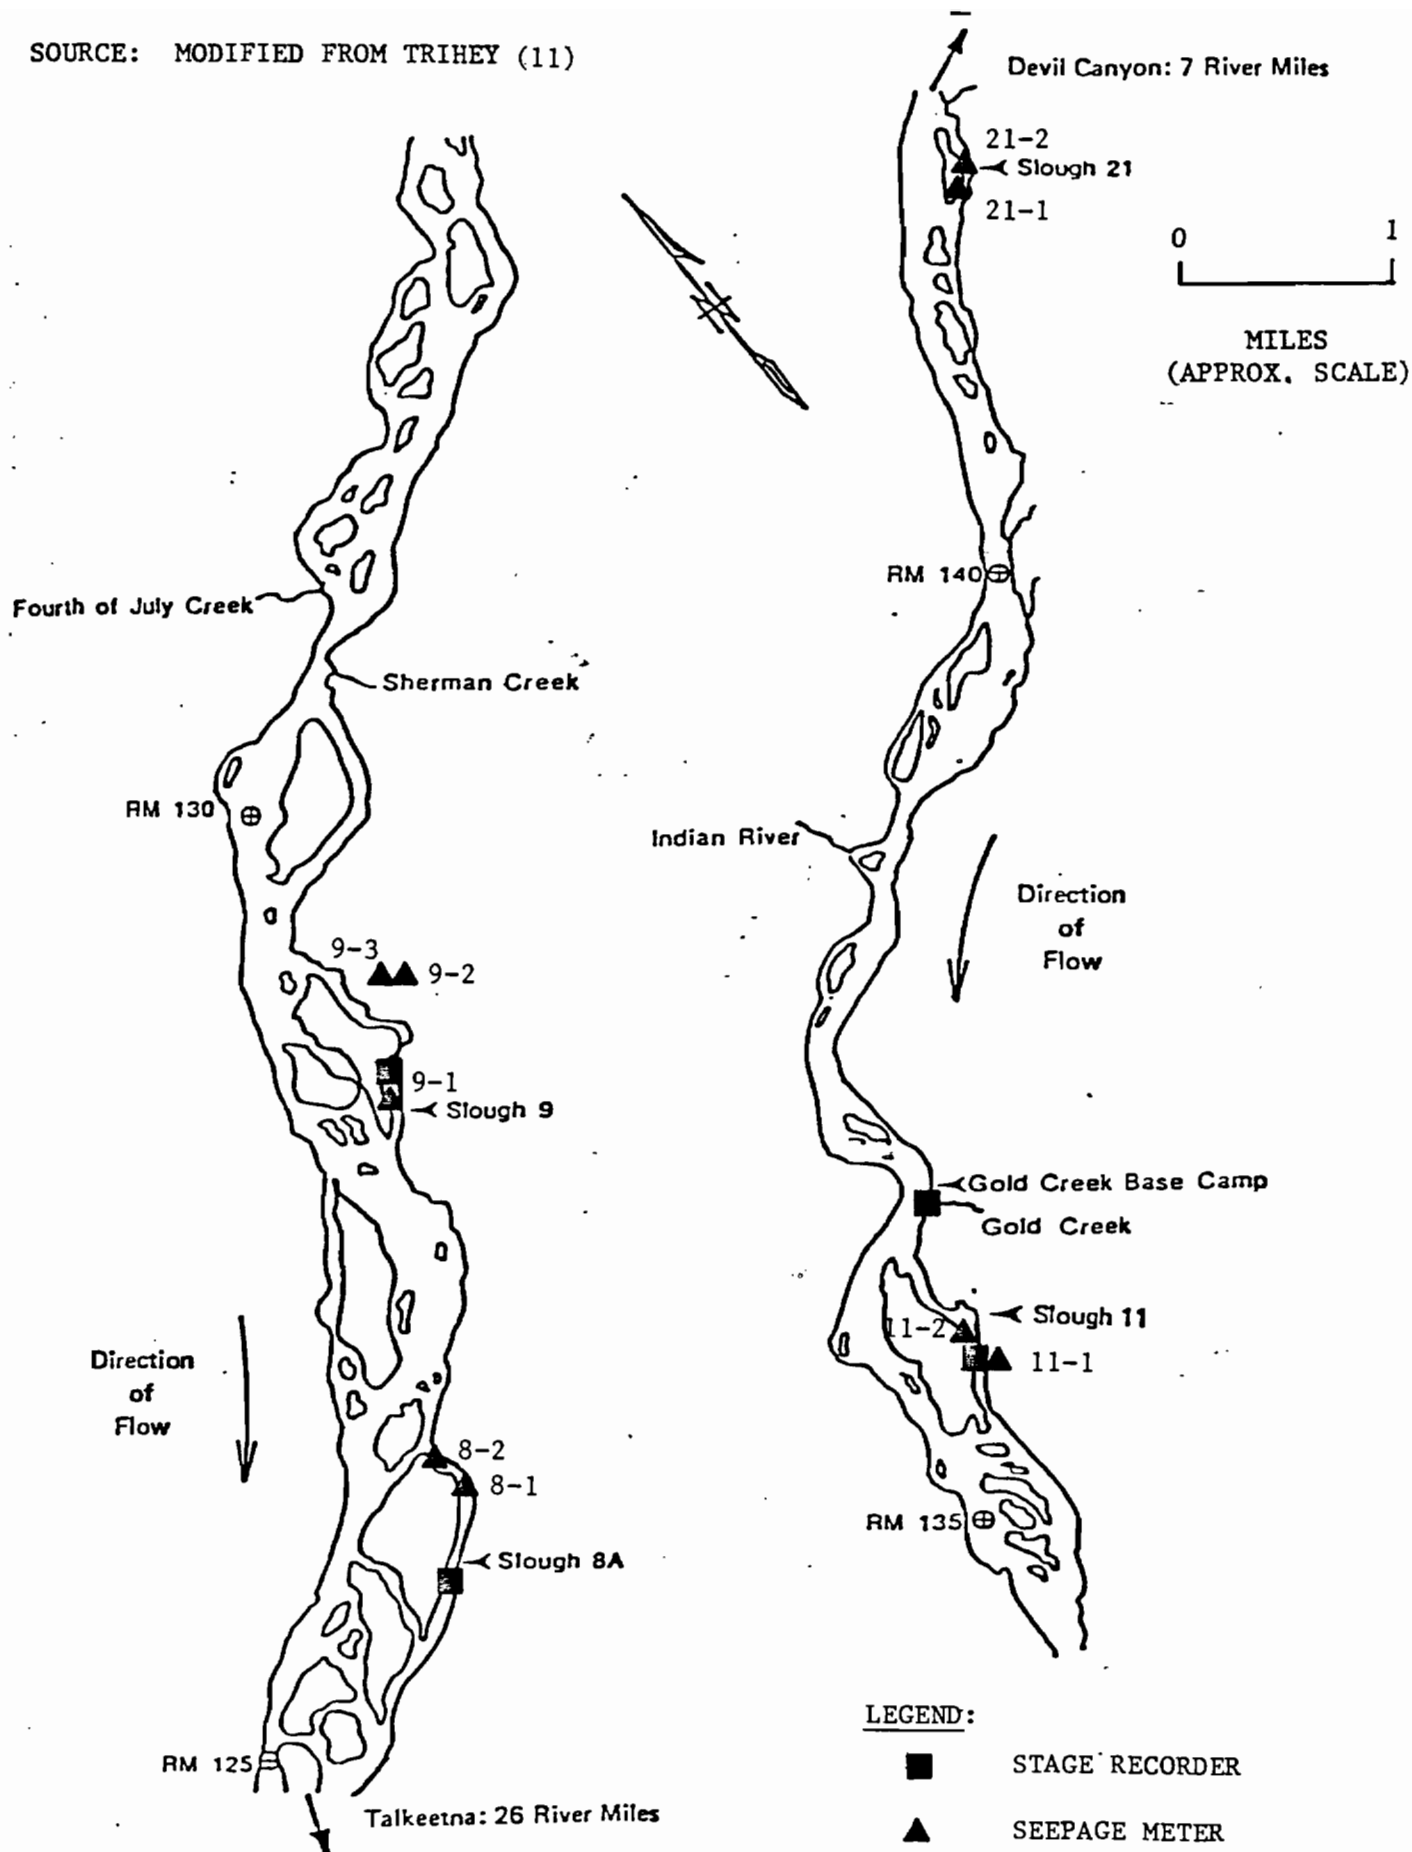 SOURCE: MODIFIED FROM TRIHEY (11)
Devil Canyon: 7 River Miles
21-2
Slough 21
21-1
0 1
MILES
(APPROX. SCALE)
RM 140
Fourth of July Creek
Sherman Creek
RM 130
Indian River
Direction
of
Flow
9-3
9-2
9-1
Slough 9
Gold Creek Base Camp
Gold Creek
Slough 11
11-2
11-1
Direction
of
Flow
8-2
8-1
Slough 8A
RM 135
RM 125
Talkeetna: 26 River Miles
LEGEND:
STAGE RECORDER
SEEPAGE METER